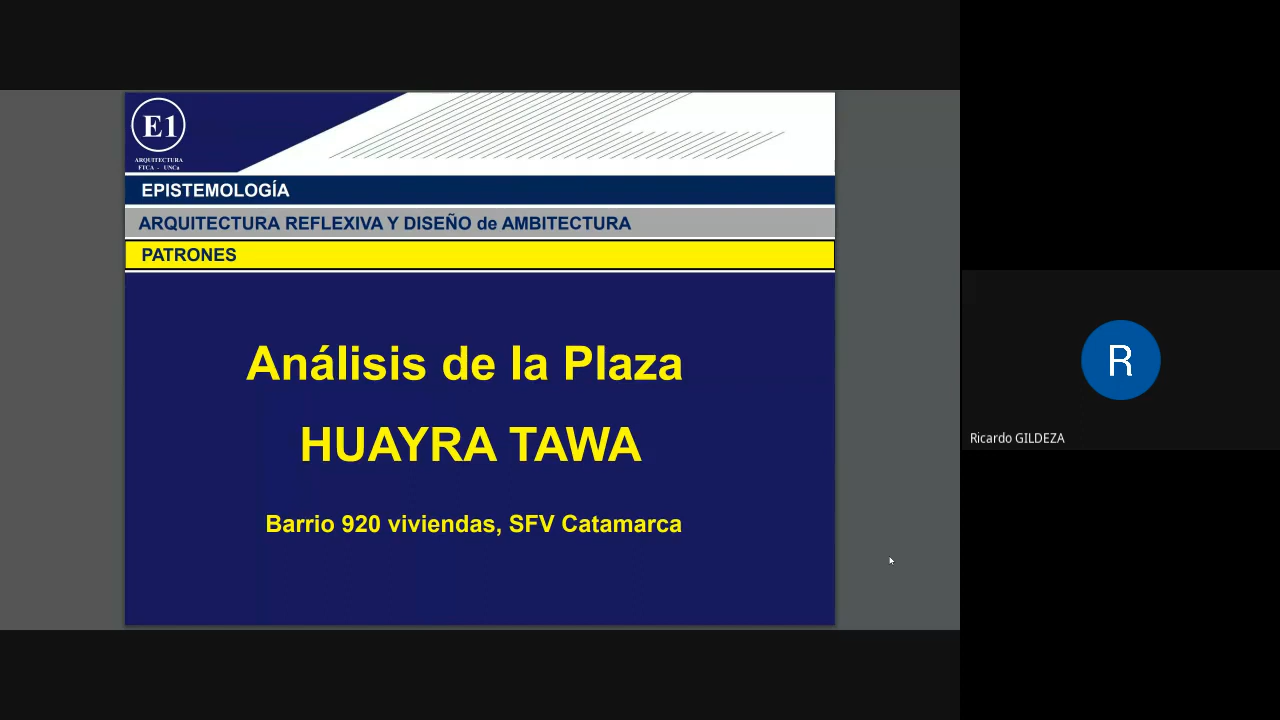 E1
ARQUITECTURA
FTCA - UNCa
EPISTEMOLOGÍA
ARQUITECTURA REFLEXIVA Y DISEÑO de AMBITECTURA
PATRONES
Análisis de la Plaza
HUAYRA TAWA
Barrio 920 viviendas, SFV Catamarca
R
Ricardo GILDEZA